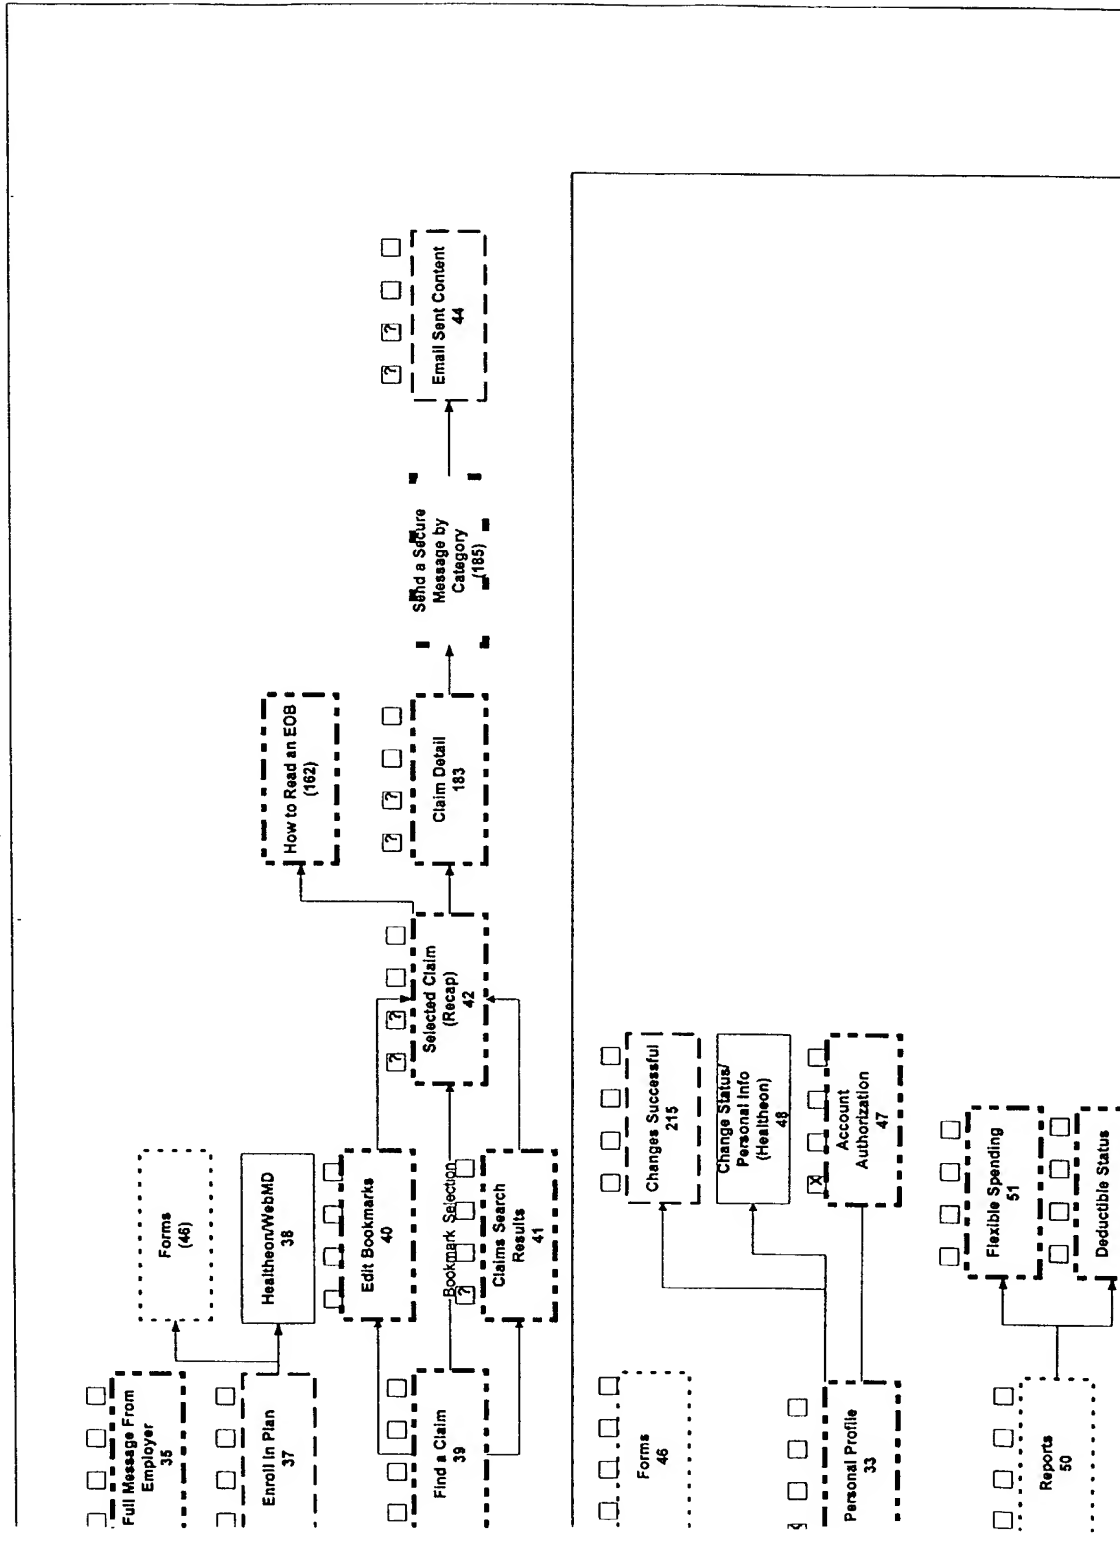 Full Message From
Employer
35
Enroll In Plan
37
Forms
(46)
Healtheon/WebMD
38
Find a Claim
39
Edit Bookmarks
40
Bookmark Selection
?
Claims Search
Results
41
? ?
Selected Claim
(Recap)
42
How to Read an EOB
(162)
? ?
Claim Detail
183
Send a Secure
Message by
Category
(185)
? ?
Email Sent Content
44
Forms
46
Personal Profile
33
Changes Successful
215
Change Status/
Personal Info
(Healtheon)
48
X
Account
Authorization
47
Reports
50
Flexible Spending
51
Deductible Status